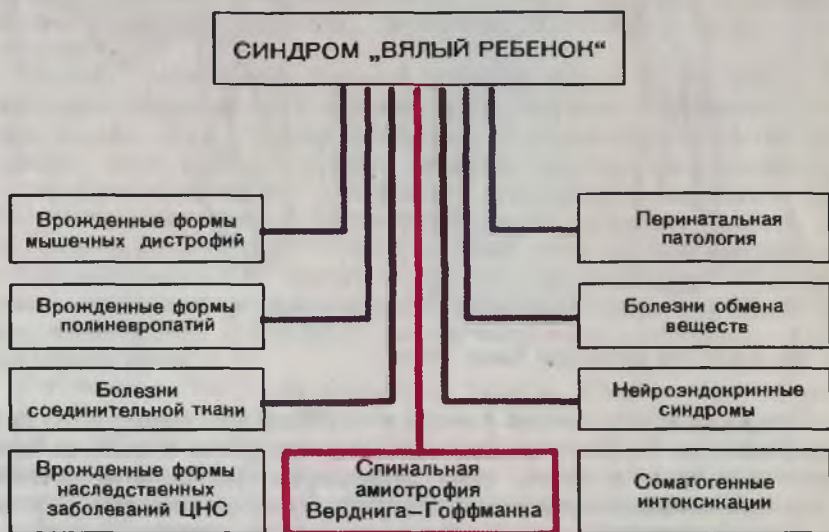 СИНДРОМ „ВЯЛЫЙ РЕБЕНОК“
Врожденные формы
мышечных дистрофий
Перинатальная
патология
Врожденные формы
полиневропатий
Болезни обмена
веществ
Болезни
соединительной ткани
Нейроэндокринные
синдромы
Врожденные формы
наследственных
заболеваний ЦНС
Спинальная
амиотрофия
Верднига—Гоффманна
Соматогенные
интоксикации